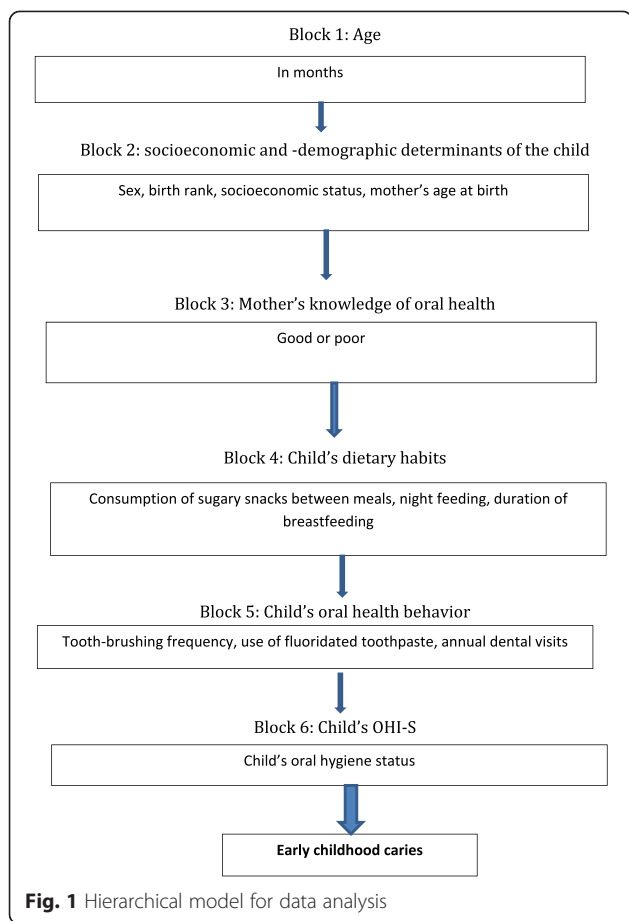 Block 1: Age
In months
Block 2: socioeconomic and -demographic determinants of the child
Sex, birth rank, socioeconomic status, mother's age at birth
Block 3: Mother's knowledge of oral health
Good or poor
Block 4: Child's dietary habits
Consumption of sugary snacks between meals, night feeding, duration of
breastfeeding
Block 5: Child's oral health behavior
Tooth-brushing frequency, use of fluoridated toothpaste, annual dental visits
Block 6: Child's OHI-S
Child's oral hygiene status
Early childhood caries
Fig. 1 Hierarchical model for data analysis